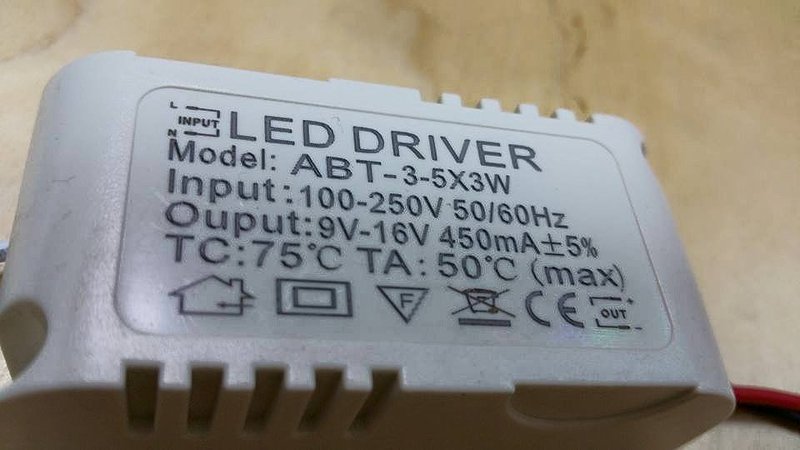 L
INPUT
N
LED DRIVER
Model: ABT-3-5X3W
Input:100-250V 50/60Hz
Ouput:9V-16V 450mA±5%
TC:75℃ TA:50℃ (max)
F
CE
+
OUT
-